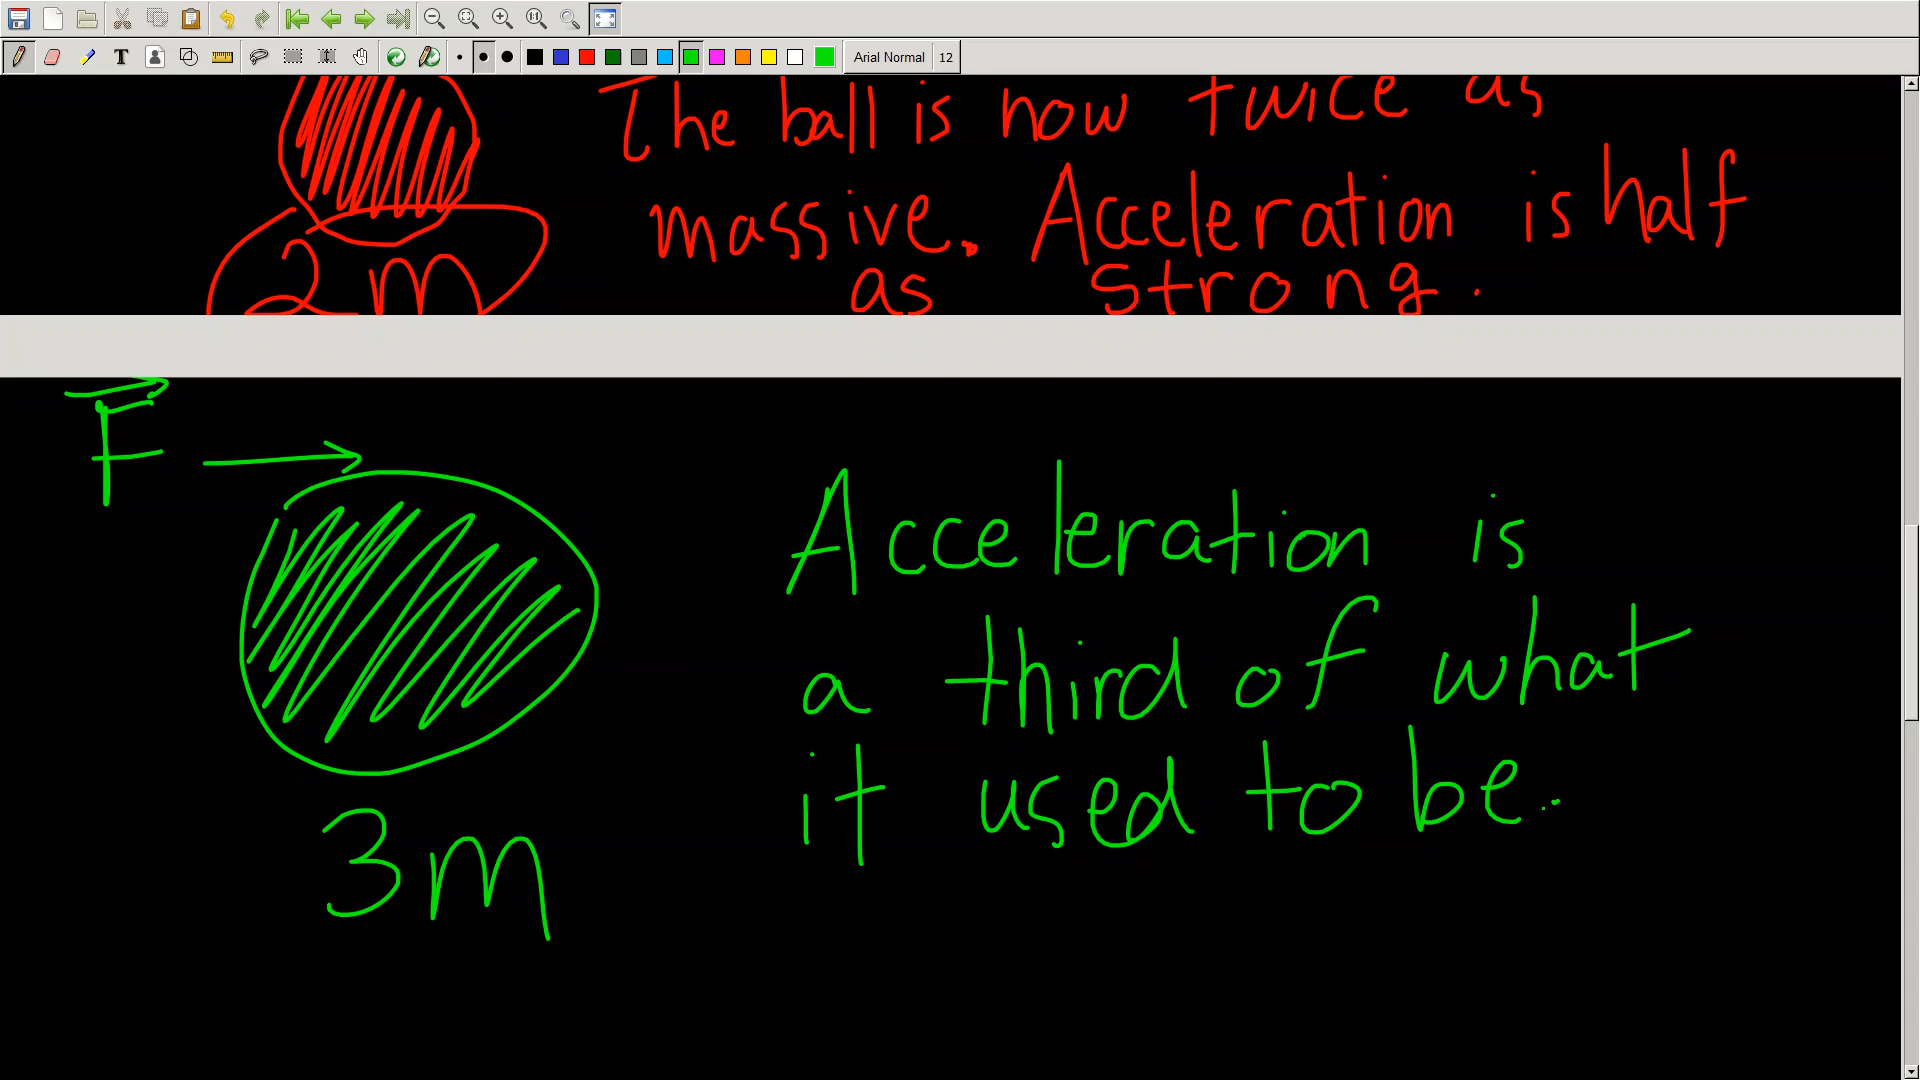 Arial Normal 12
The ball is now twice as
massive. Acceleration is half
as strong.
2m
F
Acceleration is
a third of what
it used to be.
3m